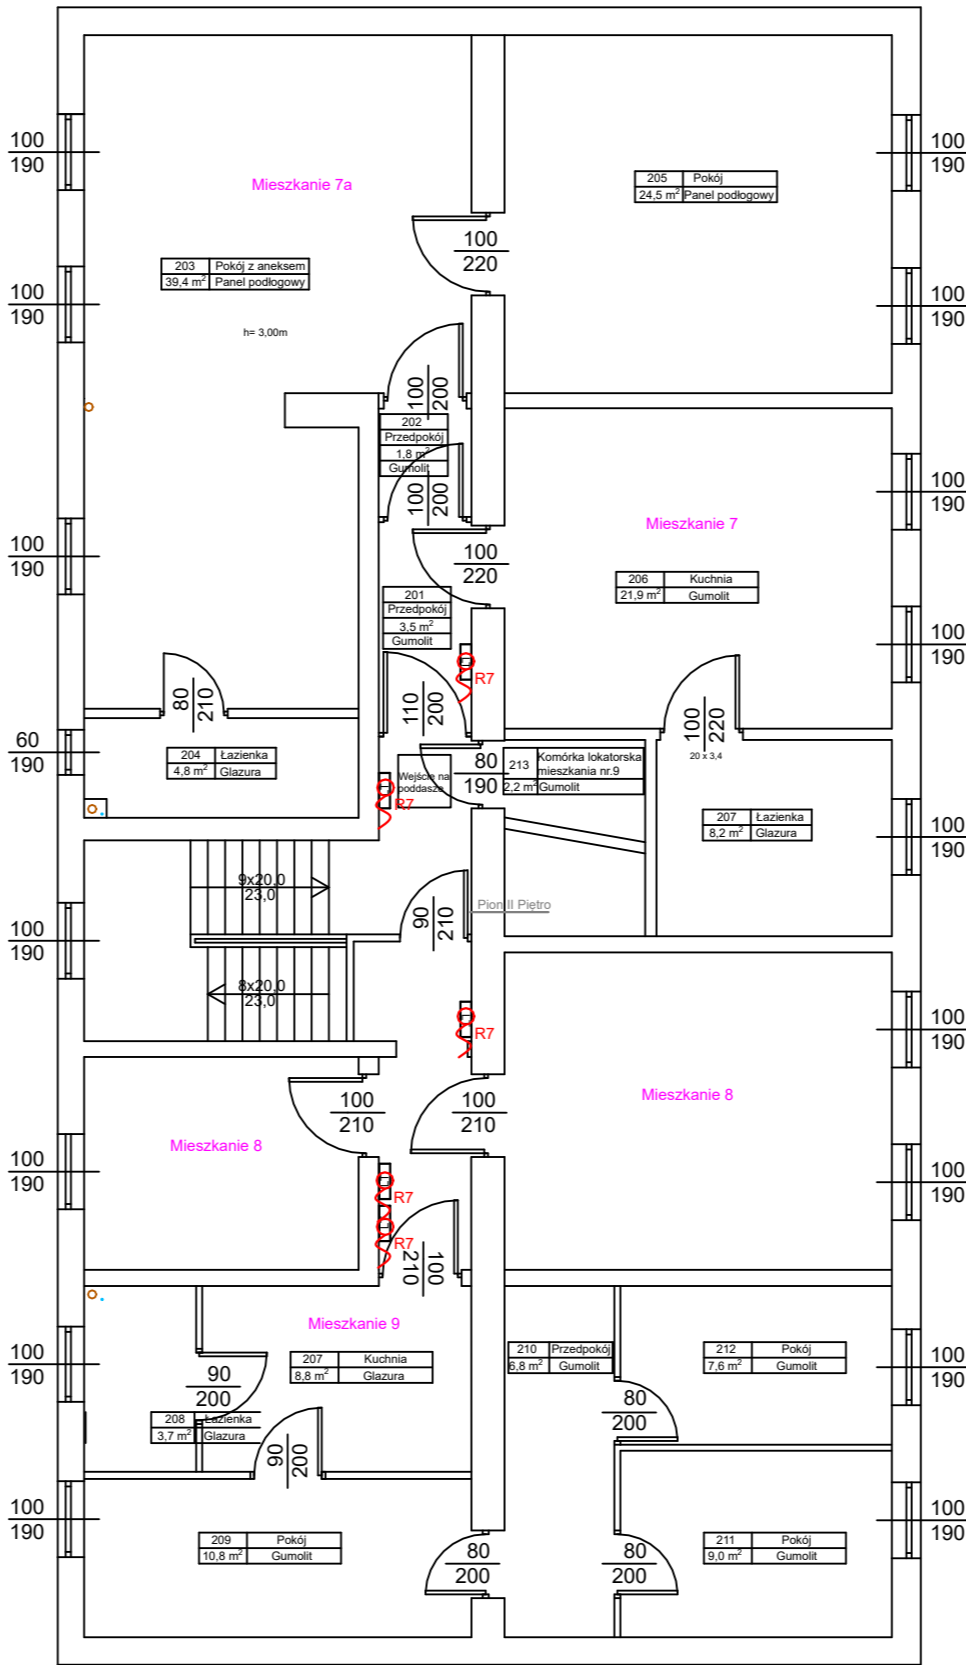 100
190
100
190
Mieszkanie 7a
205 Pokój
24,5 m² Panel podłogowy
100
220
203 Pokój z aneksem
39,4 m² Panel podłogowy
100
190
100
190
h= 3,00m
100
200
202
Przedpokój
1,8 m²
Gumolit
100
200
100
190
Mieszkanie 7
100
190
100
220
206 Kuchnia
21,9 m² Gumolit
201
Przedpokój
3,5 m²
Gumolit
100
190
R7
80
210
110
200
100
220
20 x 3,4
60
190
204 Łazienka
4,8 m² Glazura
Wejście na
poddasze
80
190
213 Komórka lokatorska
mieszkania nr.9
2,2 m² Gumolit
R7
207 Łazienka
8,2 m² Glazura
100
190
9x20,0
23,0
90
210
Pion II Piętro
100
190
8x20,0
23,0
R7
100
190
100
210
100
210
Mieszkanie 8
Mieszkanie 8
100
190
100
190
R7
R7
100
210
Mieszkanie 9
207 Kuchnia
8,8 m² Glazura
210 Przedpokój
6,8 m² Gumolit
212 Pokój
7,6 m² Gumolit
100
190
100
190
90
200
80
200
208 Łazienka
3,7 m² Glazura
90
200
100
190
209 Pokój
10,8 m² Gumolit
80
200
80
200
211 Pokój
9,0 m² Gumolit
100
190